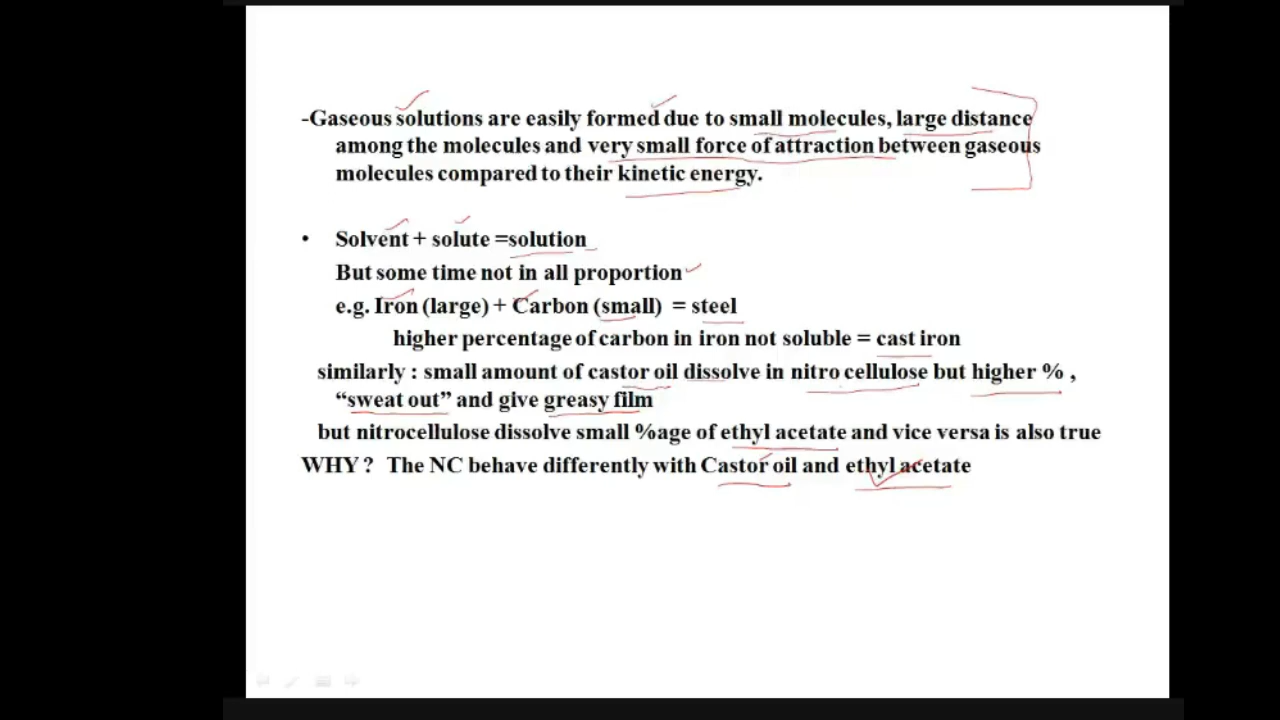 -Gaseous solutions are easily formed due to small molecules, large distance
among the molecules and very small force of attraction between gaseous
molecules compared to their kinetic energy.
• Solvent + solute =solution
But some time not in all proportion
e.g. Iron (large) + Carbon (small) = steel
higher percentage of carbon in iron not soluble = cast iron
similarly : small amount of castor oil dissolve in nitro cellulose but higher % ,
“sweat out” and give greasy film
but nitrocellulose dissolve small %age of ethyl acetate and vice versa is also true
WHY ? The NC behave differently with Castor oil and ethyl acetate